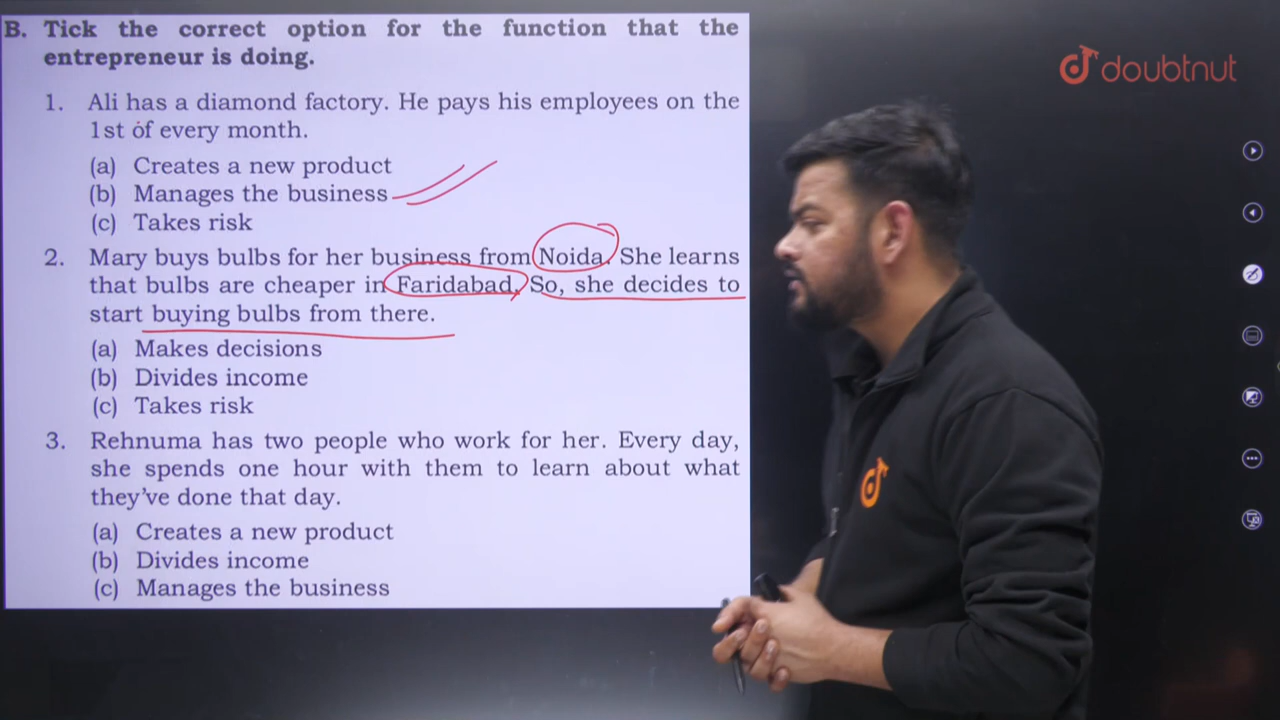 B. Tick the correct option for the function that the
entrepreneur is doing.
1. Ali has a diamond factory. He pays his employees on the
1st of every month.
(a) Creates a new product
(b) Manages the business
(c) Takes risk
2. Mary buys bulbs for her business from Noida. She learns
that bulbs are cheaper in Faridabad. So, she decides to
start buying bulbs from there.
(a) Makes decisions
(b) Divides income
(c) Takes risk
3. Rehnuma has two people who work for her. Every day,
she spends one hour with them to learn about what
they've done that day.
(a) Creates a new product
(b) Divides income
(c) Manages the business
doubtnut